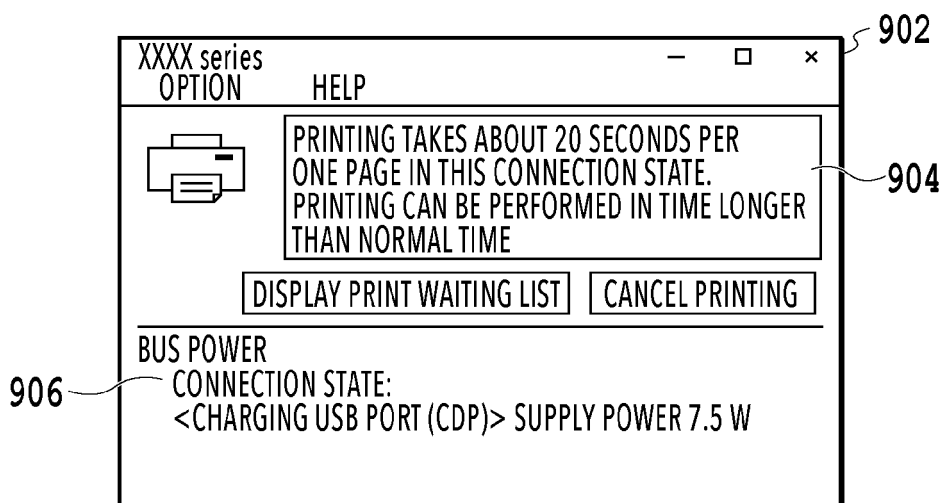 902
XXXX series
OPTION HELP
PRINTING TAKES ABOUT 20 SECONDS PER
ONE PAGE IN THIS CONNECTION STATE.
PRINTING CAN BE PERFORMED IN TIME LONGER
THAN NORMAL TIME
904
DISPLAY PRINT WAITING LIST CANCEL PRINTING
BUS POWER
906
CONNECTION STATE:
<CHARGING USB PORT (CDP)> SUPPLY POWER 7.5 W